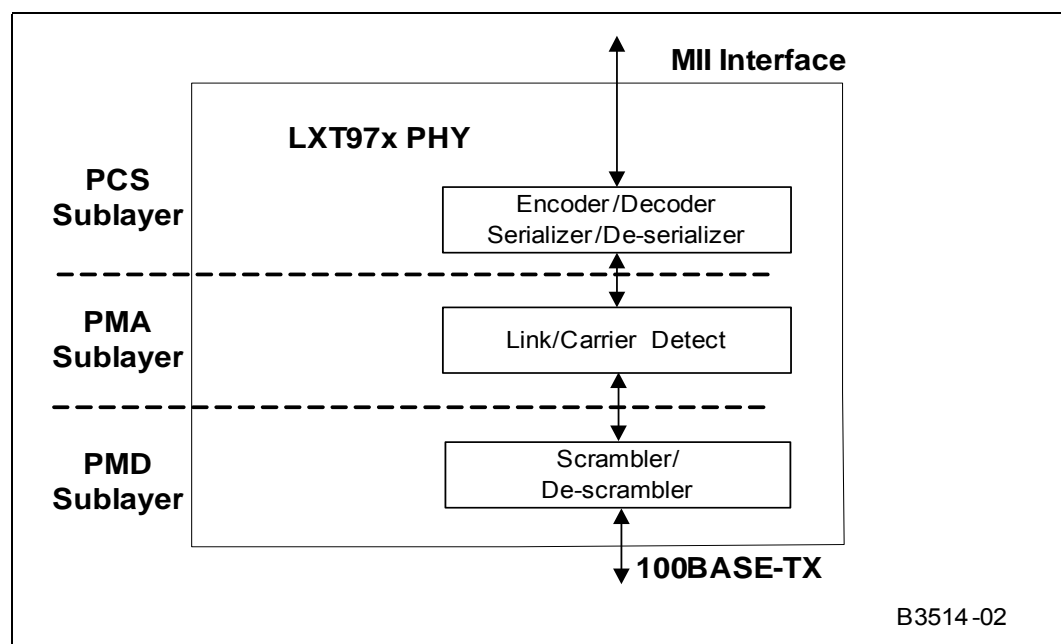 MII Interface
LXT97x PHY
PCS
Sublayer
Encoder/Decoder
Serializer/De-serializer
PMA
Sublayer
Link/Carrier Detect
PMD
Sublayer
Scrambler/
De-scrambler
100BASE-TX
B3514-02